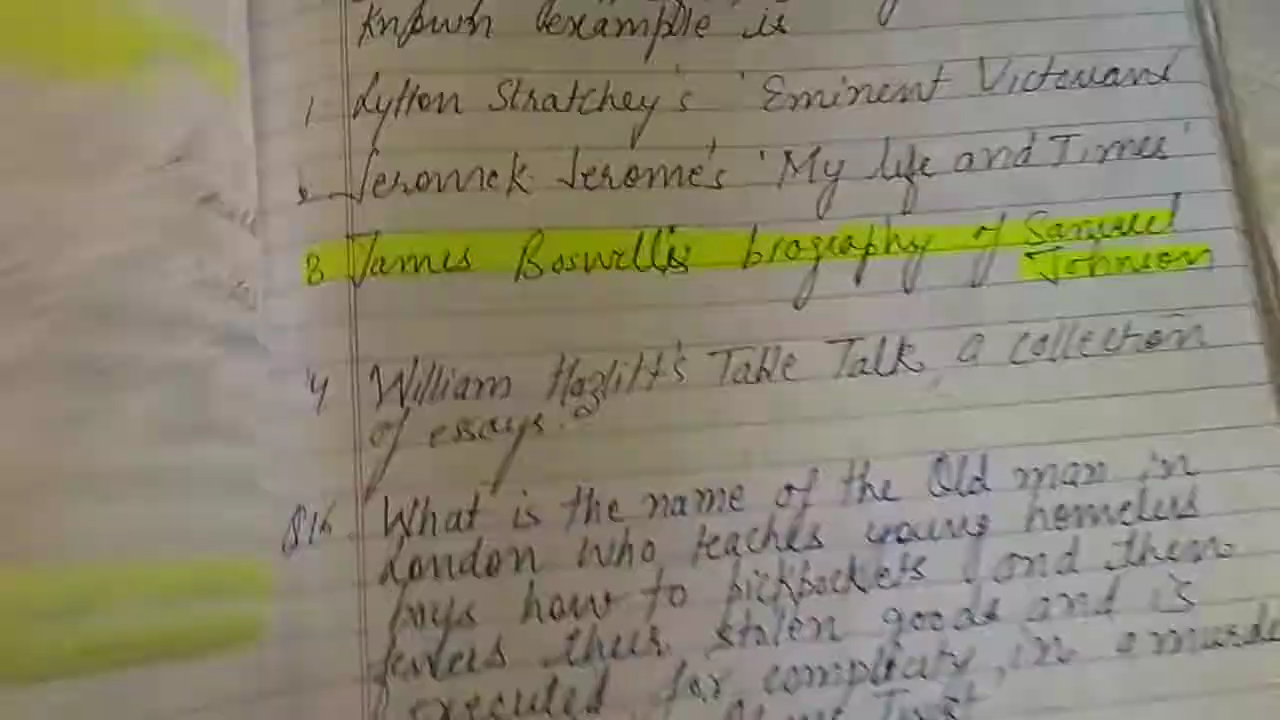 Known example is
1 Lytton Stratchey's 'Eminent Victorians
2 Jeromek Jerome's 'My life and Times'
3 James Boswell's biography of Samuel
Johnson
4 William Hazlitt's Table Talk, a collection
of essays.
What is the name of the Old man in
London who teaches young homeless
boys how to pickpockets and then
their stolen goods and is
executed for complicity in a